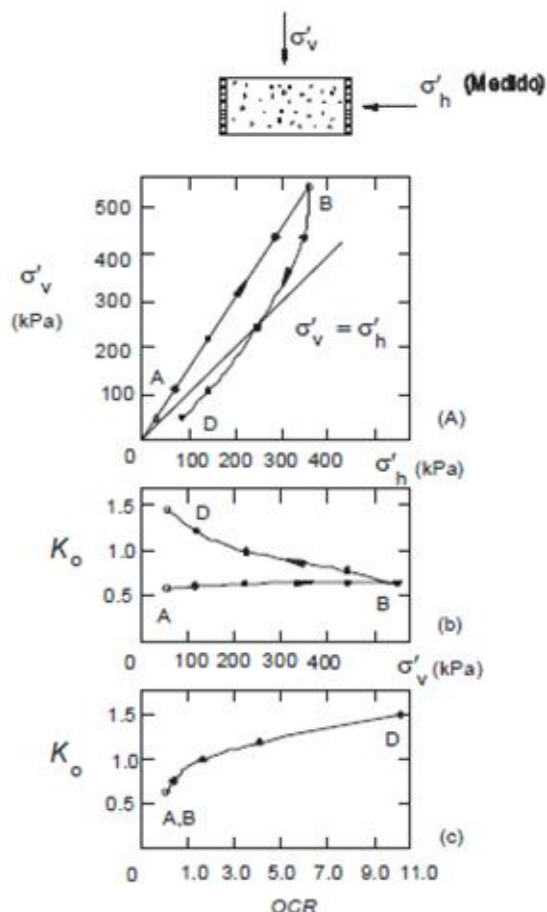 σ'v
σ'h (Medido)
500
B
400
σ'v
300
(kPa)
σ'v = σ'h
200
A
100
D
(A)
0 100 200 300 400 σ'h (kPa)
1.5
D
Ko 1.0
0.5
A B
(b)
0 100 200 300 400 σ'v (kPa)
1.5
D
Ko 1.0
0.5
A,B
(c)
0 1.0 3.0 5.0 7.0 9.0 11.0
OCR